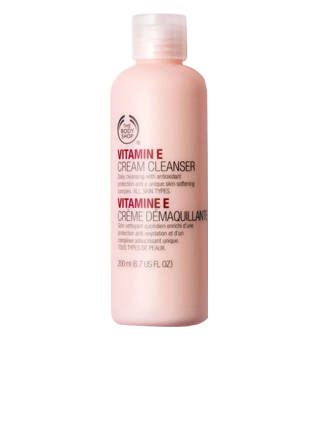 THE
BODY
SHOP
®
VITAMIN E
CREAM CLEANSER
Daily cleansing with antioxidant
protection and a unique skin softening
complex. ALL SKIN TYPES.
VITAMINE E
CRÈME DÉMAQUILLANTE
Soin nettoyant quotidien enrichi d'une
protection anti-oxydation et d'un
complexe adoucissant unique.
TOUS TYPES DE PEAUX.
200 ml (6.7 US FL OZ)